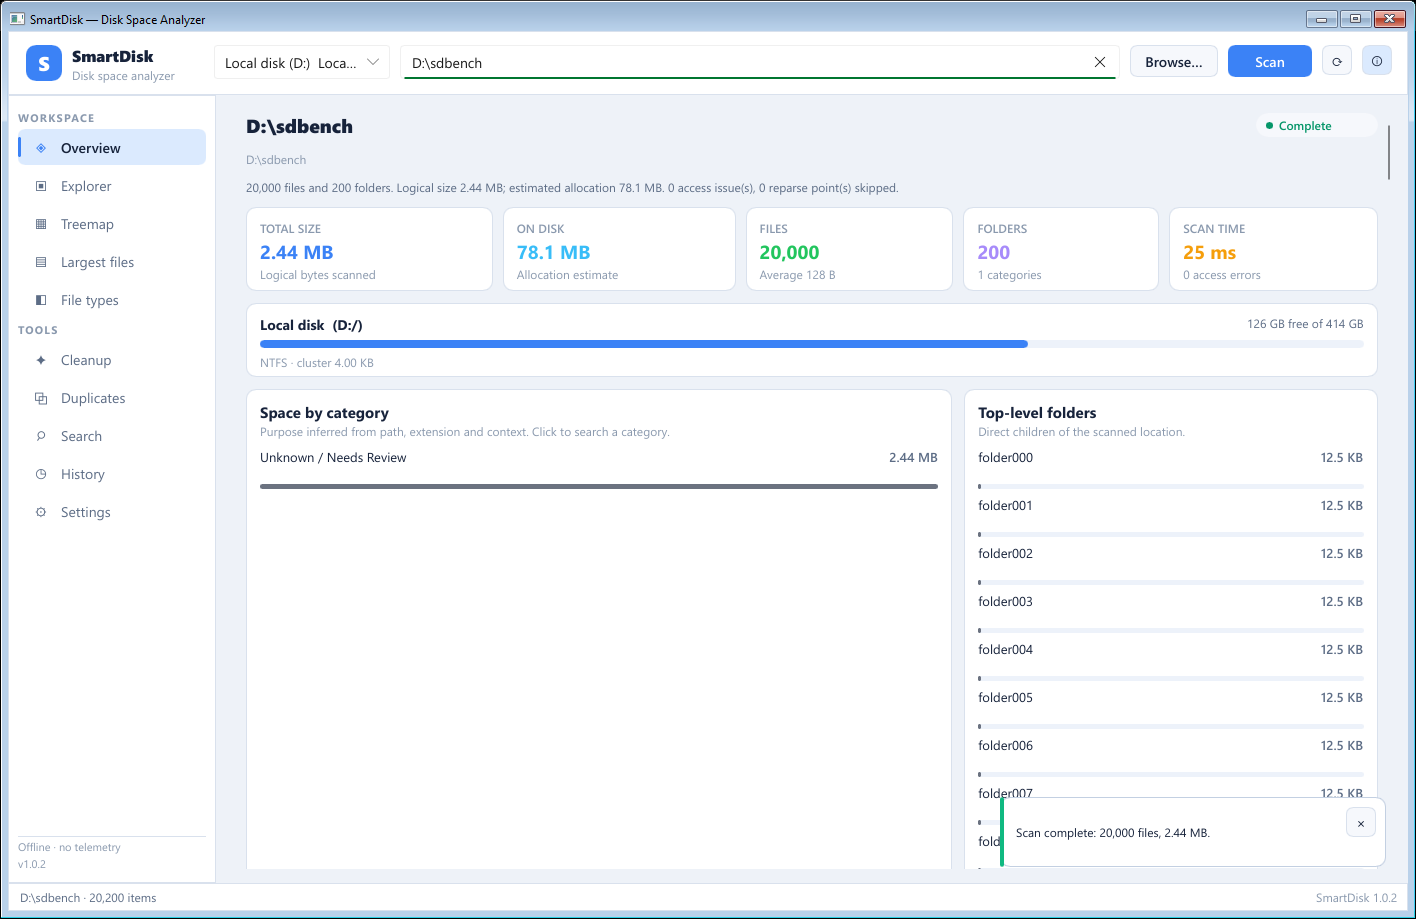 SmartDisk — Disk Space Analyzer
S
SmartDisk
Disk space analyzer
Local disk (D:)  Loca...
D:\sdbench
Browse...
Scan
WORKSPACE
Overview
Explorer
Treemap
Largest files
File types
TOOLS
Cleanup
Duplicates
Search
History
Settings
Offline · no telemetry
v1.0.2
D:\sdbench
Complete
D:\sdbench
20,000 files and 200 folders. Logical size 2.44 MB; estimated allocation 78.1 MB. 0 access issue(s), 0 reparse point(s) skipped.
TOTAL SIZE
2.44 MB
Logical bytes scanned
ON DISK
78.1 MB
Allocation estimate
FILES
20,000
Average 128 B
FOLDERS
200
1 categories
SCAN TIME
25 ms
0 access errors
Local disk  (D:/)
126 GB free of 414 GB
NTFS · cluster 4.00 KB
Space by category
Purpose inferred from path, extension and context. Click to search a category.
Unknown / Needs Review 2.44 MB
Top-level folders
Direct children of the scanned location.
folder000 12.5 KB
folder001 12.5 KB
folder002 12.5 KB
folder003 12.5 KB
folder004 12.5 KB
folder005 12.5 KB
folder006 12.5 KB
folder007 12.5 KB
fold
Scan complete: 20,000 files, 2.44 MB.
D:\sdbench · 20,200 items
SmartDisk 1.0.2